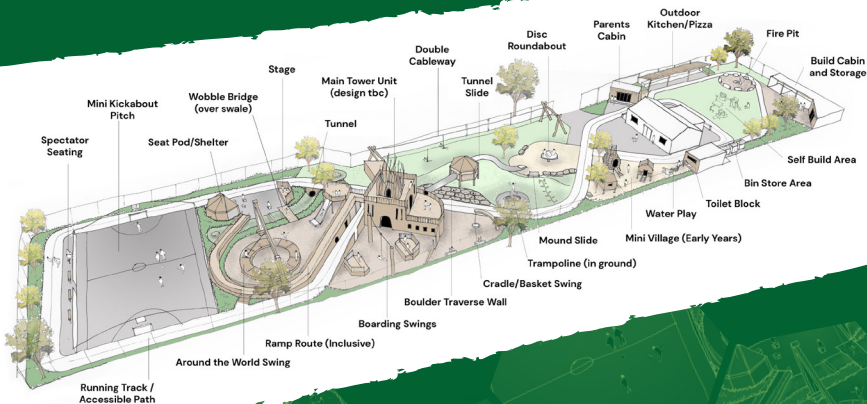 Spectator
Seating
Mini Kickabout
Pitch
Seat Pod/Shelter
Wobble Bridge
(over swale)
Stage
Tunnel
Main Tower Unit
(design tbc)
Double
Cableway
Tunnel
Slide
Disc
Roundabout
Parents
Cabin
Outdoor
Kitchen/Pizza
Fire Pit
Build Cabin
and Storage
Self Build Area
Bin Store Area
Toilet Block
Water Play
Mini Village (Early Years)
Mound Slide
Trampoline (in ground)
Cradle/Basket Swing
Boulder Traverse Wall
Boarding Swings
Ramp Route (Inclusive)
Around the World Swing
Running Track /
Accessible Path